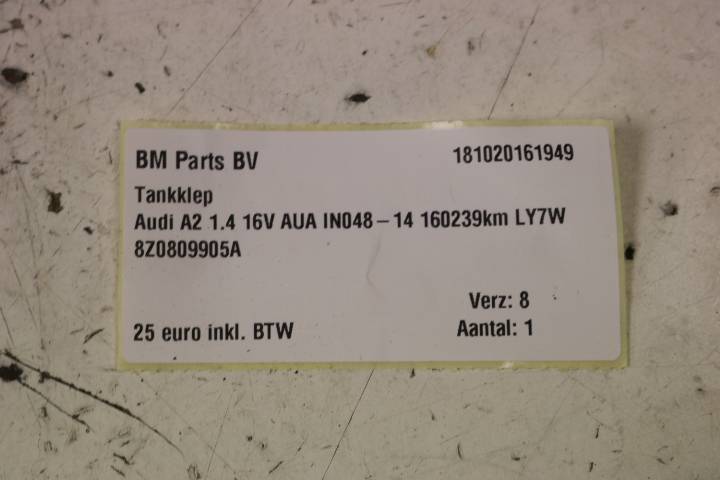 BM Parts BV 181020161949
Tankklep
Audi A2 1.4 16V AUA IN048-14 160239km LY7W
8Z0809905A
Verz: 8
25 euro inkl. BTW Aantal: 1